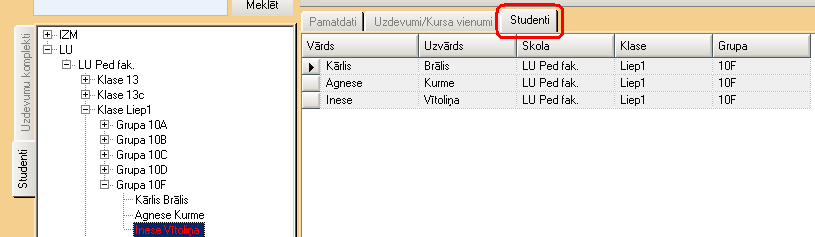 Meklēt
Uzdevumu komplekti
Studenti
IZM
LU
LU Ped fak.
Klase 13
Klase 13c
Klase Liep1
Grupa 10A
Grupa 10B
Grupa 10C
Grupa 10D
Grupa 10F
Kārlis Brālis
Agnese Kurme
Inese Vītoliņa
Pamatdati Uzdevumi/Kursa vienumi Studenti
Vārds Uzvārds Skola Klase Grupa
Kārlis Brālis LU Ped fak. Liep1 10F
Agnese Kurme LU Ped fak. Liep1 10F
Inese Vītoliņa LU Ped fak. Liep1 10F